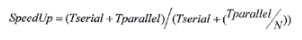 SpeedUp = (Tserial + Tparallel)/(Tserial + (Tparallel/N))